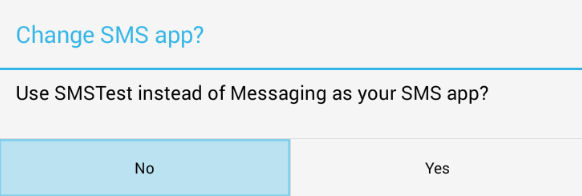 Change SMS app?
Use SMSTest instead of Messaging as your SMS app?
No
Yes